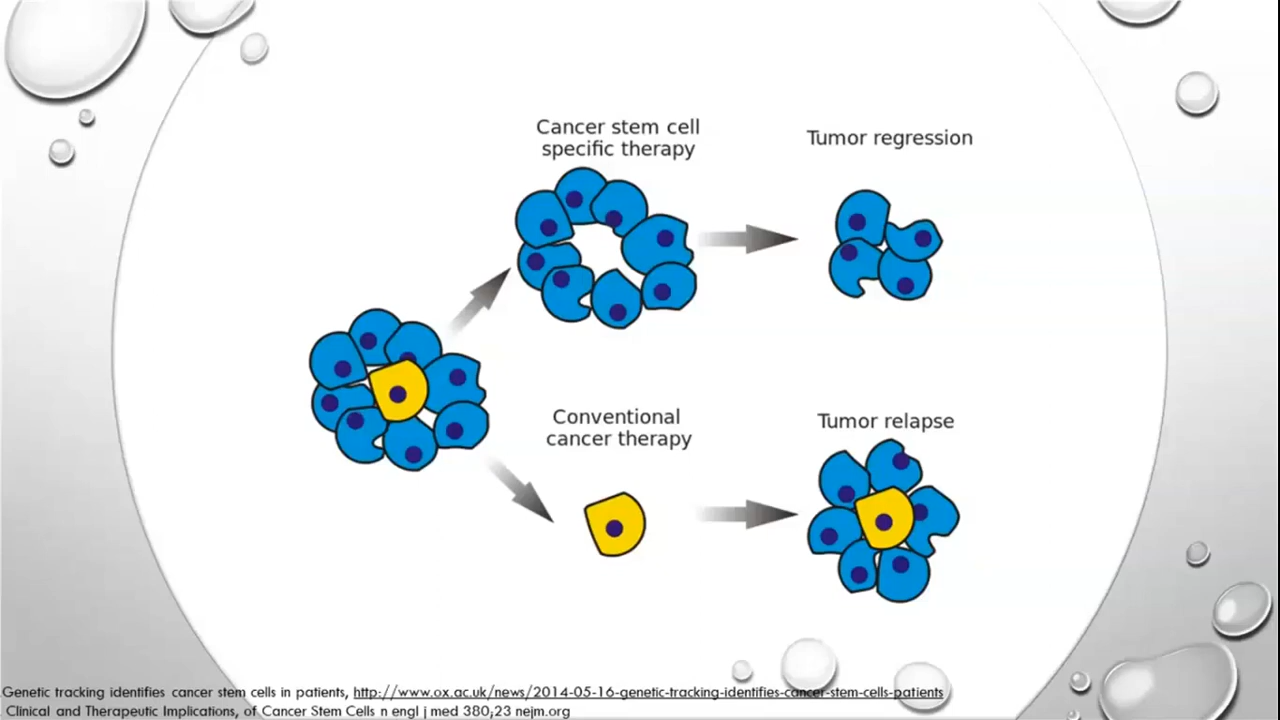 Cancer stem cell
specific therapy
Tumor regression
Conventional
cancer therapy
Tumor relapse
Genetic tracking identifies cancer stem cells in patients, http://www.ox.ac.uk/news/2014-05-16-genetic-tracking-identifies-cancer-stem-cells-patients
Clinical and Therapeutic Implications, of Cancer Stem Cells n engl j med 380;23 nejm.org